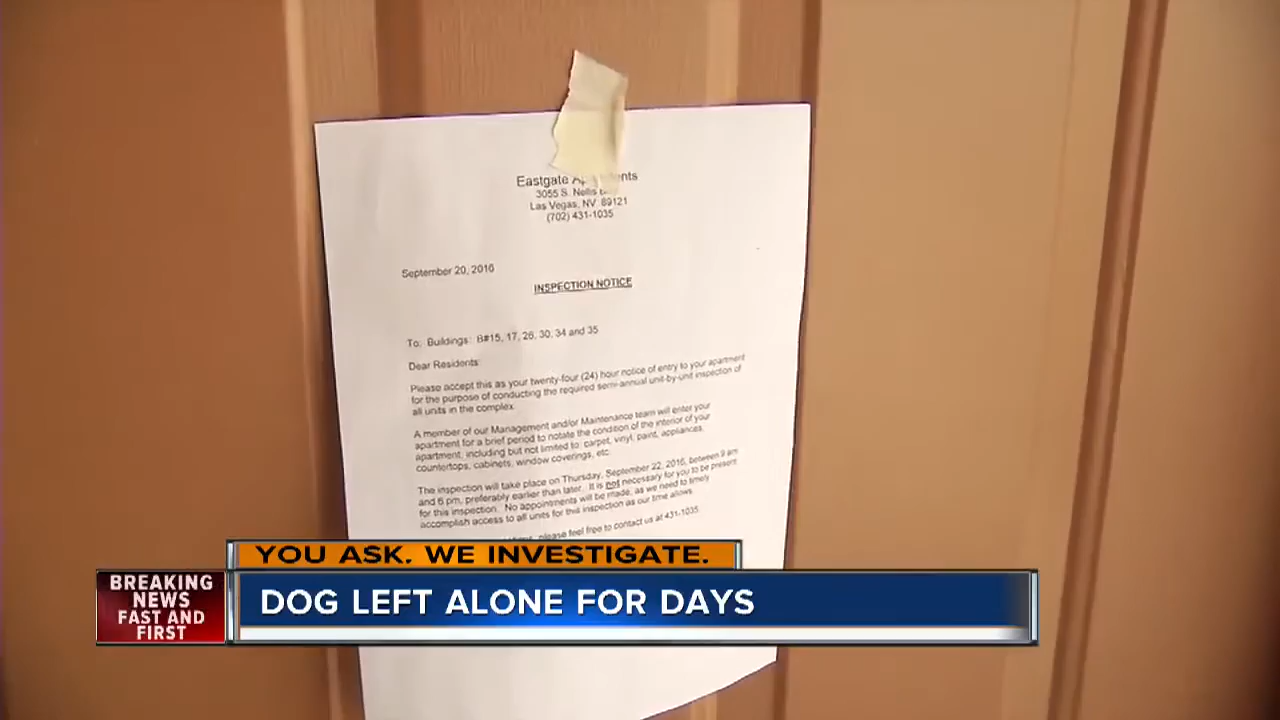 Eastgate
3055 S. Nellis
Las Vegas, NV 89121
(702) 431-1035
September 20, 2016
INSPECTION NOTICE
To: Buildings: B#15, 17, 26, 30, 34 and 35
Dear Residents:
Please accept this as your twenty-four (24) hour notice of entry to your apartment
for the purpose of conducting the required semi-annual unit-by-unit inspection of
all units in the complex.
A member of our Management and/or Maintenance team will enter your
apartment for a brief period to notate the condition of the interior of your
apartment, including but not limited to: carpet, vinyl, paint, appliances,
countertops, cabinets, window coverings, etc.
The inspection will take place on Thursday, September 22, 2016, between 9 am
and 6 pm, preferably earlier than later. It is not necessary for you to be present
for this inspection. No appointments will be made, as we need to timely
accomplish access to all units for this inspection as our time allows.
please feel free to contact us at 431-1035.
YOU ASK. WE INVESTIGATE.
BREAKING
NEWS
FAST AND
FIRST
DOG LEFT ALONE FOR DAYS